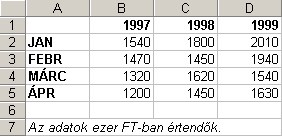 A B C D
1 1997 1998 1999
2 JAN 1540 1800 2010
3 FEBR 1470 1450 1940
4 MÁRC 1320 1620 1540
5 ÁPR 1200 1450 1630
6
7 Az adatok ezer FT-ban értendők.